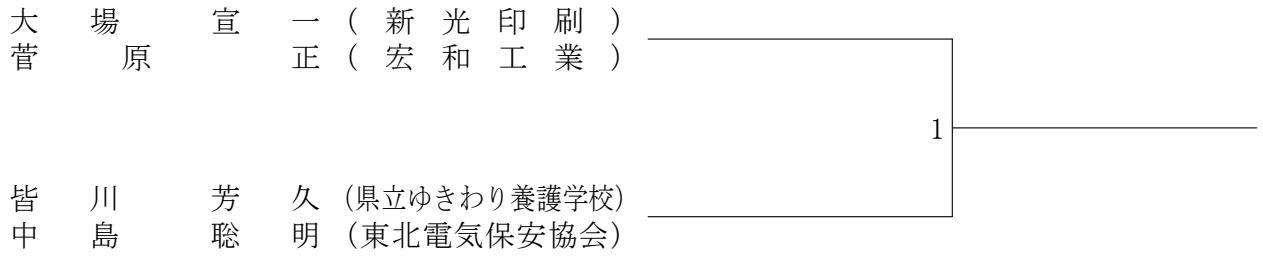 大場宣一(新光印刷)
菅原正(宏和工業)
1
皆川芳久(県立ゆきわり養護学校)
中島聡明(東北電気保安協会)